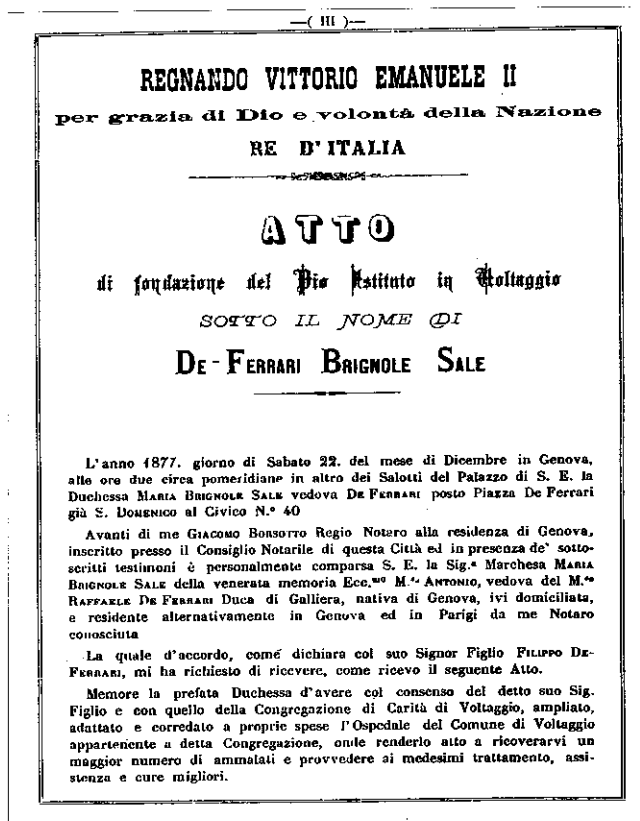 —( III )—
REGNANDO VITTORIO EMANUELE II
per grazia di Dio e volontà della Nazione
RE D'ITALIA
ATTO
di fondazione del Pio Istituto in Voltaggio
SOTTO IL NOME DI
DE-FERRARI BRIGNOLE SALE
L'anno 1877. giorno di Sabato 22. del mese di Dicembre in Genova,
alle ore due circa pomeridiane in altro dei Salotti del Palazzo di S. E. la
Duchessa MARIA BRIGNOLE SALE vedova DE FERRARI posto Piazza De Ferrari
già S. DOMENICO al Civico N.º 40
Avanti di me GIACOMO BORSOTTO Regio Notaro alla residenza di Genova,
inscritto presso il Consiglio Notarile di questa Città ed in presenza de' sotto-
scritti testimoni è personalmente comparsa S. E. la Sig.ª Marchesa MARIA
BRIGNOLE SALE della venerata memoria Ecc.mo M.se ANTONIO, vedova del M.se
RAFFAELE DE FERRARI Duca di Galliera, nativa di Genova, ivi domiciliata,
e residente alternativamente in Genova ed in Parigi da me Notaro
conosciuta
La quale d'accordo, come dichiara col suo Signor Figlio FILIPPO DE-
FERRARI, mi ha richiesto di ricevere, come ricevo il seguente Atto.
Memore la prefata Duchessa d'avere col consenso del detto suo Sig.
Figlio e con quello della Congregazione di Carità di Voltaggio, ampliato,
adattato e corredato a proprie spese l'Ospedale del Comune di Voltaggio
appartenente a detta Congregazione, onde renderlo atto a ricoverarvi un
maggior numero di ammalati e provvedere ai medesimi trattamento, assi-
stenza e cure migliori.